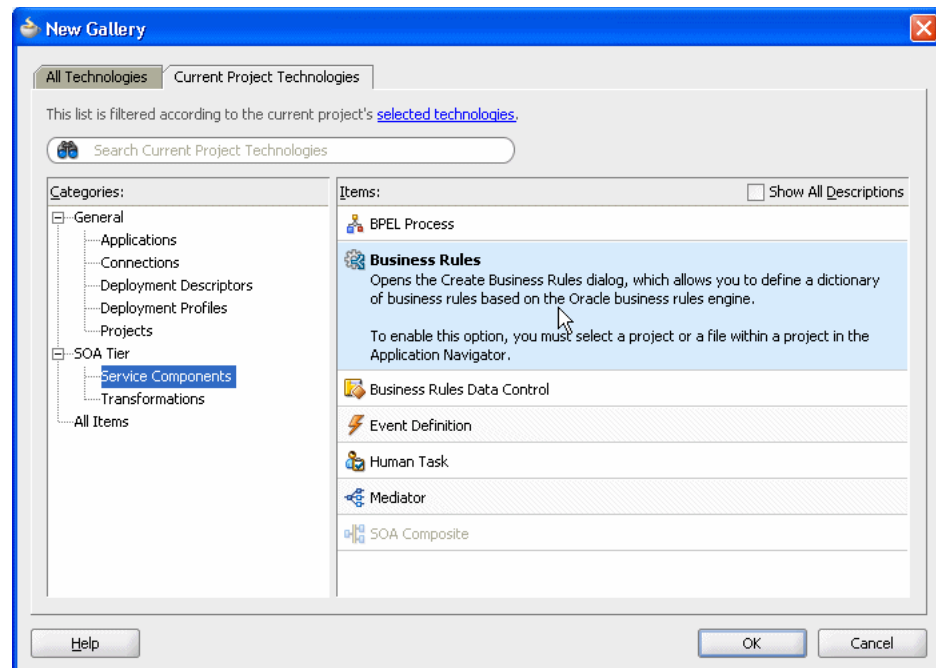 New Gallery
All Technologies
Current Project Technologies
This list is filtered according to the current project's selected technologies.
Search Current Project Technologies
Categories:
General
Applications
Connections
Deployment Descriptors
Deployment Profiles
Projects
SOA Tier
Service Components
Transformations
All Items
Items:
Show All Descriptions
BPEL Process
Business Rules
Opens the Create Business Rules dialog, which allows you to define a dictionary
of business rules based on the Oracle business rules engine.
To enable this option, you must select a project or a file within a project in the
Application Navigator.
Business Rules Data Control
Event Definition
Human Task
Mediator
SOA Composite
Help
OK
Cancel